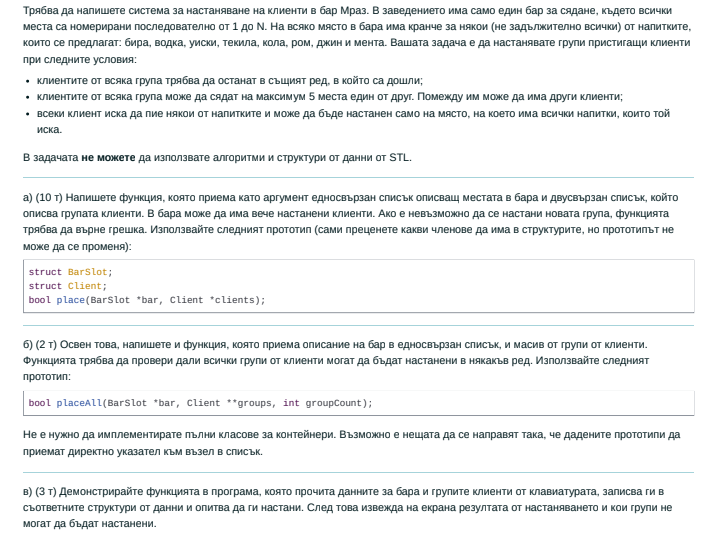 Трябва да напишете система за настаняване на клиенти в бар Мраз. В заведението има само един бар за сядане, където всички
места са номерирани последователно от 1 до N. На всяко място в бара има кранче за някои (не задължително всички) от напитките,
които се предлагат: бира, водка, уиски, текила, кола, ром, джин и мента. Вашата задача е да настанявате групи пристигащи клиенти
при следните условия:
• клиентите от всяка група трябва да останат в същият ред, в който са дошли;
• клиентите от всяка група може да сядат на максимум 5 места един от друг. Помежду им може да има други клиенти;
• всеки клиент иска да пие някои от напитките и може да бъде настанен само на място, на което има всички напитки, които той
иска.
В задачата не можете да използвате алгоритми и структури от данни от STL.
а) (10 т) Напишете функция, която приема като аргумент едносвързан списък описващ местата в бара и двусвързан списък, който
описва групата клиенти. В бара може да има вече настанени клиенти. Ако е невъзможно да се настани новата група, функцията
трябва да върне грешка. Използвайте следният прототип (сами преценете какви членове да има в структурите, но прототипът не
може да се променя):
struct BarSlot;
struct Client;
bool place(BarSlot *bar, Client *clients);
б) (2 т) Освен това, напишете и функция, която приема описание на бар в едносвързан списък, и масив от групи от клиенти.
Функцията трябва да провери дали всички групи от клиенти могат да бъдат настанени в някакъв ред. Използвайте следният
прототип:
bool placeAll(BarSlot *bar, Client **groups, int groupCount);
Не е нужно да имплементирате пълни класове за контейнери. Възможно е нещата да се направят така, че дадените прототипи да
приемат директно указател към възел в списък.
в) (3 т) Демонстрирайте функцията в програма, която прочита данните за бара и групите клиенти от клавиатурата, записва ги в
съответните структури от данни и опитва да ги настани. След това извежда на екрана резултата от настаняването и кои групи не
могат да бъдат настанени.